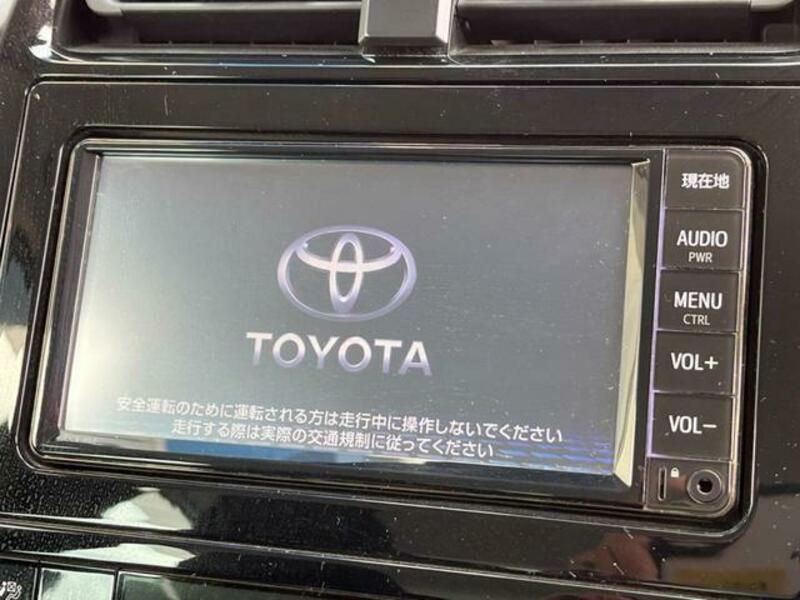 現在地
AUDIO
PWR
MENU
CTRL
VOL+
VOL-
TOYOTA
安全運転のために運転される方は走行中に操作しないでください
走行する際は実際の交通規制に従ってください